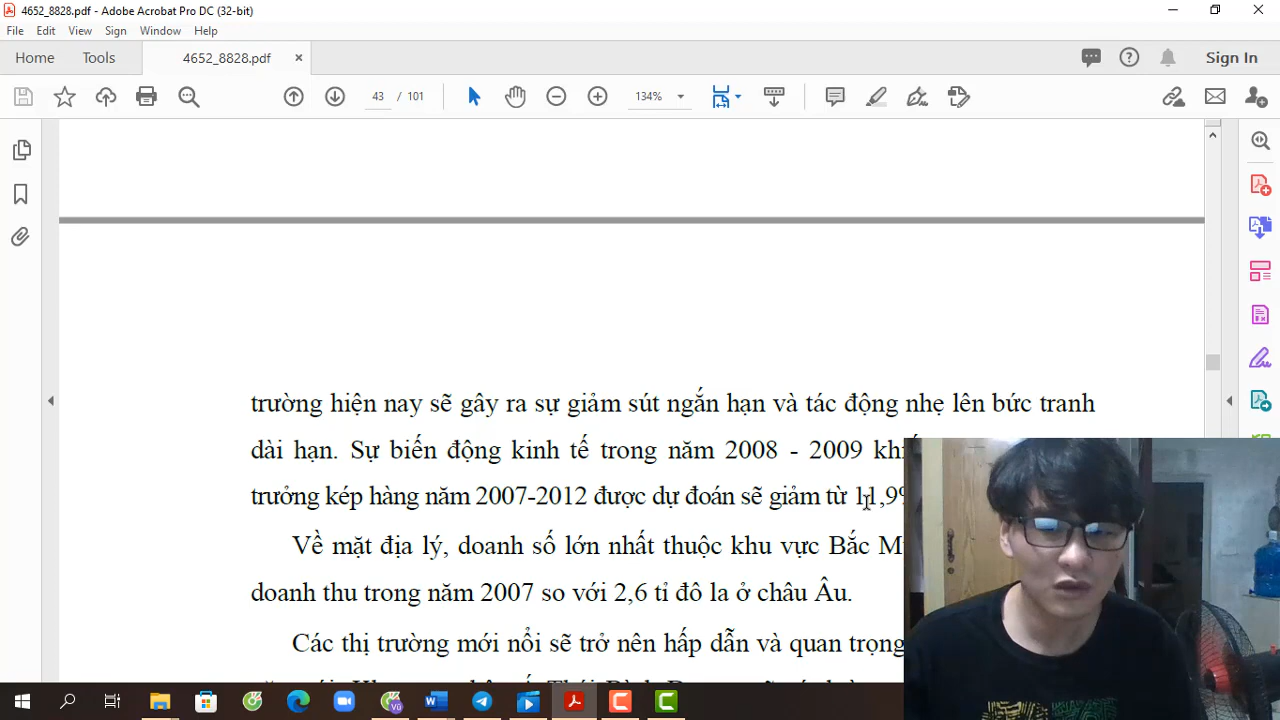 4652_8828.pdf - Adobe Acrobat Pro DC (32-bit)
File Edit View Sign Window Help
Home Tools 4652_8828.pdf × Sign In
43 / 101 134%
trường hiện nay sẽ gây ra sự giảm sút ngắn hạn và tác động nhẹ lên bức tranh
dài hạn. Sự biến động kinh tế trong năm 2008 - 2009
trưởng kép hàng năm 2007-2012 được dự đoán sẽ giảm từ 11,9%
Về mặt địa lý, doanh số lớn nhất thuộc khu vực Bắc
doanh thu trong năm 2007 so với 2,6 tỉ đô la ở châu Âu.
Các thị trường mới nổi sẽ trở nên hấp dẫn và quan trọng